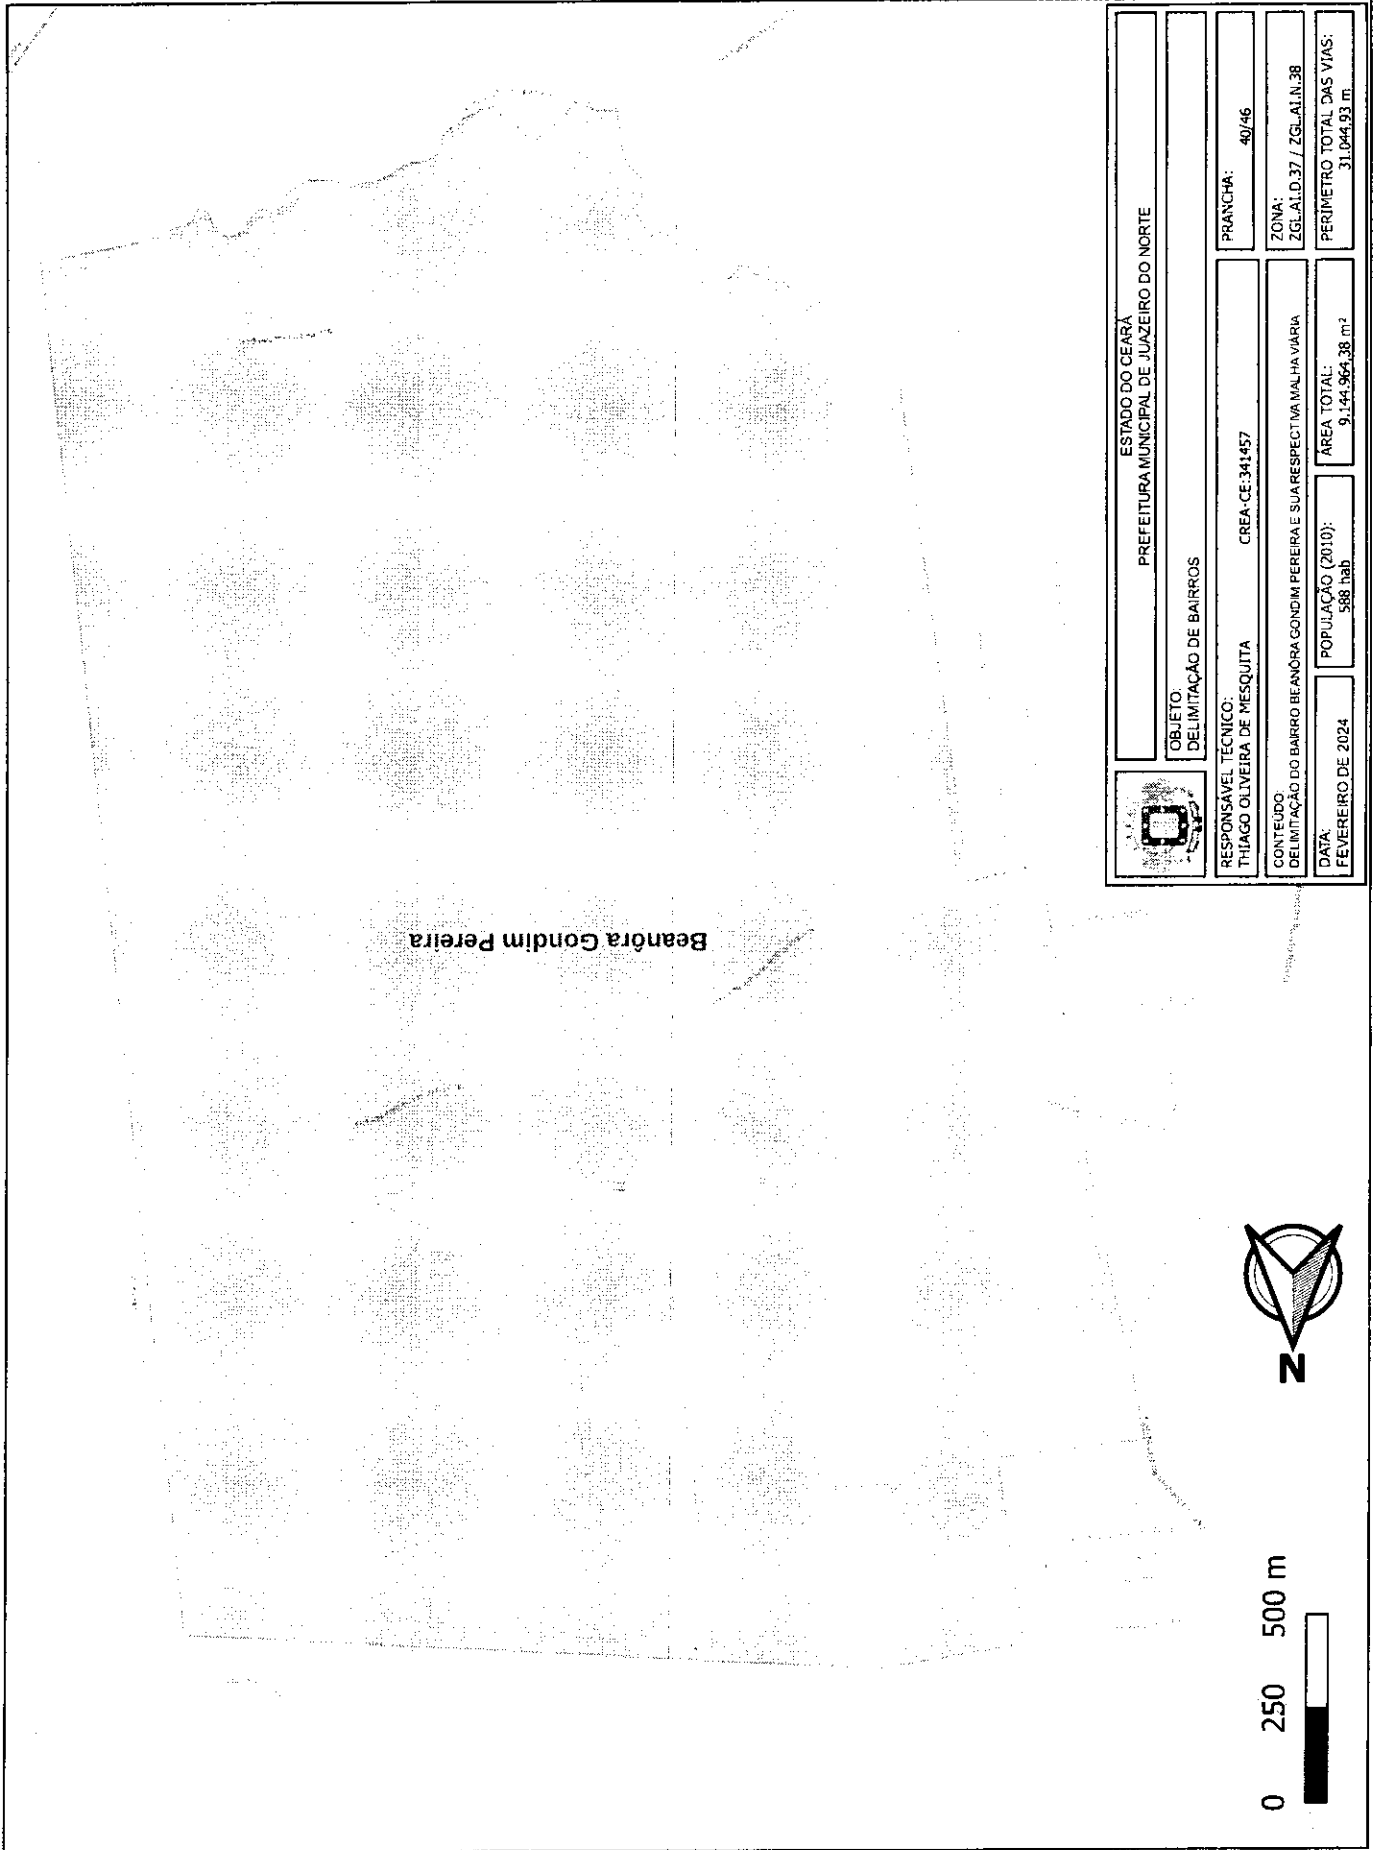 Beanôra Gondim Pereira
ESTADO DO CEARÁ
PREFEITURA MUNICIPAL DE JUAZEIRO DO NORTE
OBJETO:
DELIMITAÇÃO DE BAIRROS
RESPONSÁVEL TÉCNICO:
THIAGO OLIVEIRA DE MESQUITA CREA-CE:341457
PRANCHA:
40/46
CONTEÚDO:
DELIMITAÇÃO DO BAIRRO BEANÔRA GONDIM PEREIRA E SUA RESPECTIVA MALHA VIÁRIA
ZONA:
ZGL.AI.D.37 / ZGL.AI.N.38
DATA:
FEVEREIRO DE 2024
POPULAÇÃO (2010):
588 hab
ÁREA TOTAL:
9.144.964,38 m²
PERÍMETRO TOTAL DAS VIAS:
31.044,93 m
N
0 250 500 m